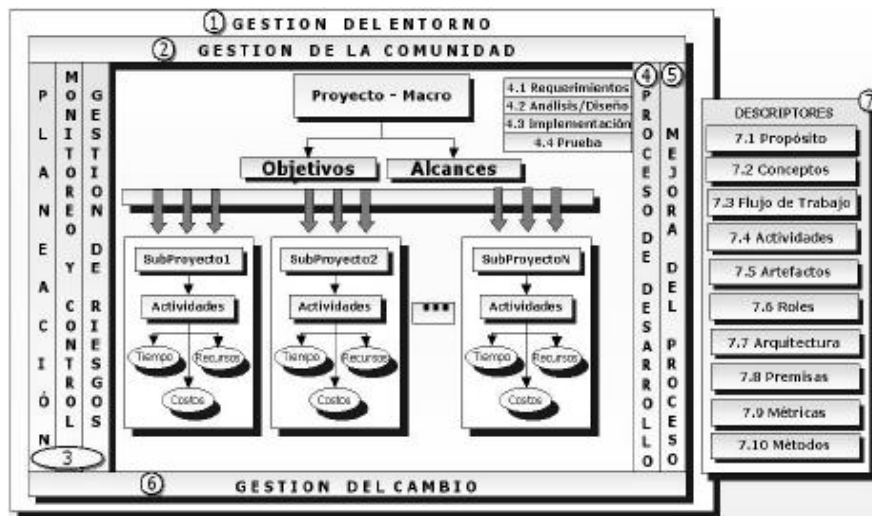 1 GESTION DEL ENTORNO
2 GESTION DE LA COMUNIDAD
PLANEACIÓN
MONITOREO Y CONTROL
GESTION DE RIESGOS
3
Proyecto - Macro
Objetivos
Alcances
4.1 Requerimientos
4.2 Análisis/Diseño
4.3 Implementación
4.4 Prueba
4 PROCESO DE DESARROLLO
5 MEJORA DEL PROCESO
SubProyecto1
Actividades
Tiempo
Recursos
Costos
SubProyecto2
Actividades
Tiempo
Recursos
Costos
...
SubProyectoN
Actividades
Tiempo
Recursos
Costos
6 GESTION DEL CAMBIO
7
DESCRIPTORES
7.1 Propósito
7.2 Conceptos
7.3 Flujo de Trabajo
7.4 Actividades
7.5 Artefactos
7.6 Roles
7.7 Arquitectura
7.8 Premisas
7.9 Métricas
7.10 Métodos